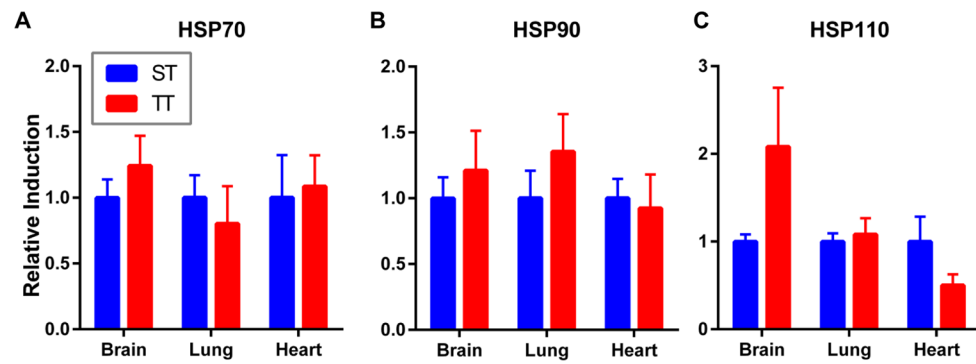 A
HSP70
Relative Induction
2.0
1.5
1.0
0.5
0.0
ST
TT
Brain Lung Heart
B
HSP90
2.0
1.5
1.0
0.5
0.0
Brain Lung Heart
C
HSP110
3
2
1
0
Brain Lung Heart